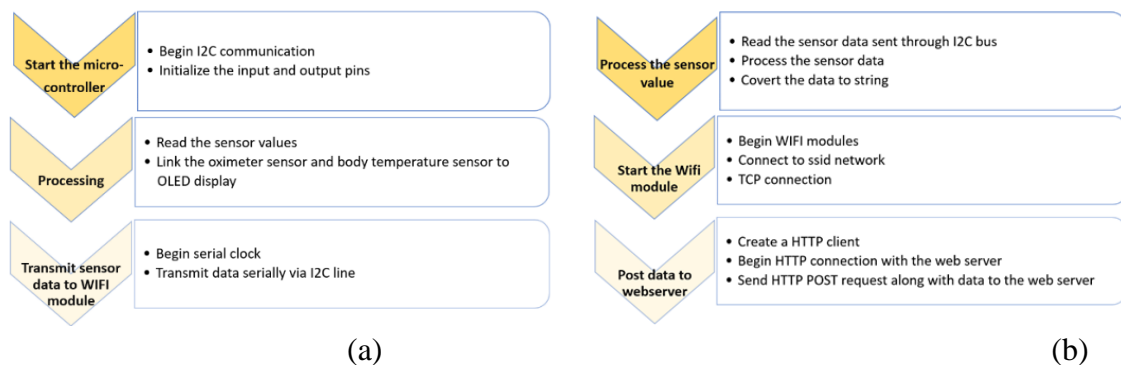 Start the micro-
controller
• Begin I2C communication
• Initialize the input and output pins
Processing
• Read the sensor values
• Link the oximeter sensor and body temperature sensor to
OLED display
Transmit sensor
data to WIFI
module
• Begin serial clock
• Transmit data serially via I2C line
(a)
Process the sensor
value
• Read the sensor data sent through I2C bus
• Process the sensor data
• Covert the data to string
Start the Wifi
module
• Begin WIFI modules
• Connect to ssid network
• TCP connection
Post data to
webserver
• Create a HTTP client
• Begin HTTP connection with the web server
• Send HTTP POST request along with data to the web server
(b)